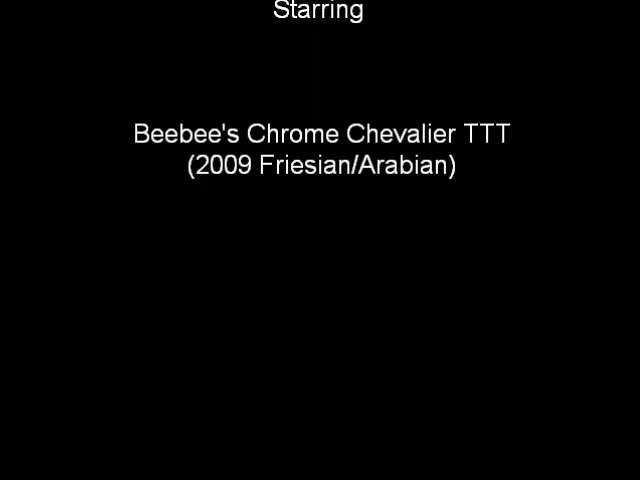 Starring
Beebee's Chrome Chevalier TTT
(2009 Friesian/Arabian)